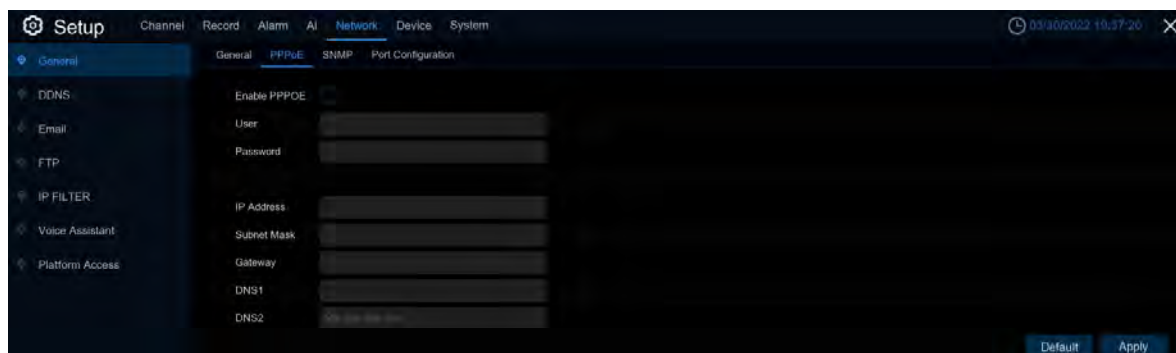 Setup Channel Record Alarm AI Network Device System 03/30/2022 19:37:20
General PPPoE SNMP Port Configuration
General
DDNS
Email
FTP
IP FILTER
Voice Assistant
Platform Access
Enable PPPOE
User
Password
IP Address
Subnet Mask
Gateway
DNS1
DNS2
Default Apply